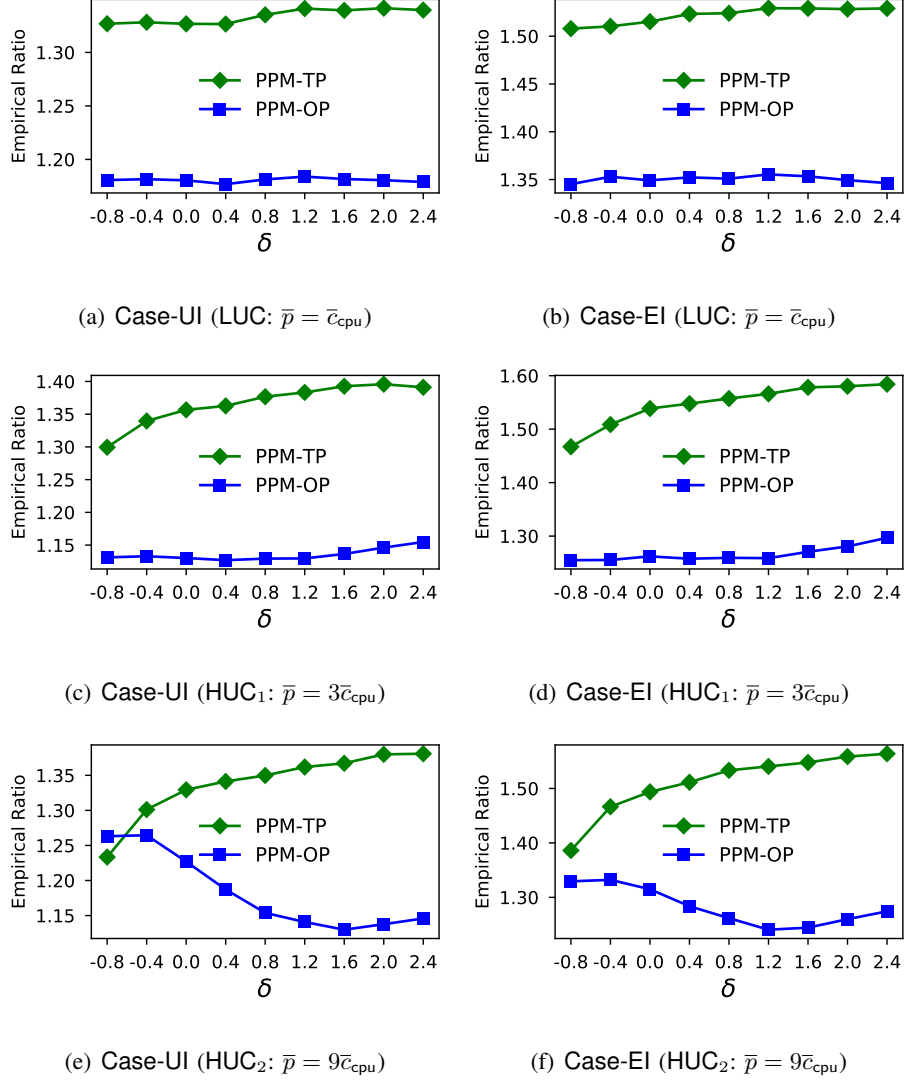 Empirical Ratio
1.30
1.25
1.20
PPM-TP
PPM-OP
-0.8 -0.4 0.0 0.4 0.8 1.2 1.6 2.0 2.4
δ
(a) Case-UI (LUC: p̅ = c̅cpu)
Empirical Ratio
1.50
1.45
1.40
1.35
PPM-TP
PPM-OP
-0.8 -0.4 0.0 0.4 0.8 1.2 1.6 2.0 2.4
δ
(b) Case-EI (LUC: p̅ = c̅cpu)
Empirical Ratio
1.40
1.35
1.30
1.25
1.20
1.15
PPM-TP
PPM-OP
-0.8 -0.4 0.0 0.4 0.8 1.2 1.6 2.0 2.4
δ
(c) Case-UI (HUC₁: p̅ = 3c̅cpu)
Empirical Ratio
1.60
1.50
1.40
1.30
PPM-TP
PPM-OP
-0.8 -0.4 0.0 0.4 0.8 1.2 1.6 2.0 2.4
δ
(d) Case-EI (HUC₁: p̅ = 3c̅cpu)
Empirical Ratio
1.35
1.30
1.25
1.20
1.15
PPM-TP
PPM-OP
-0.8 -0.4 0.0 0.4 0.8 1.2 1.6 2.0 2.4
δ
(e) Case-UI (HUC₂: p̅ = 9c̅cpu)
Empirical Ratio
1.50
1.40
1.30
PPM-TP
PPM-OP
-0.8 -0.4 0.0 0.4 0.8 1.2 1.6 2.0 2.4
δ
(f) Case-EI (HUC₂: p̅ = 9c̅cpu)